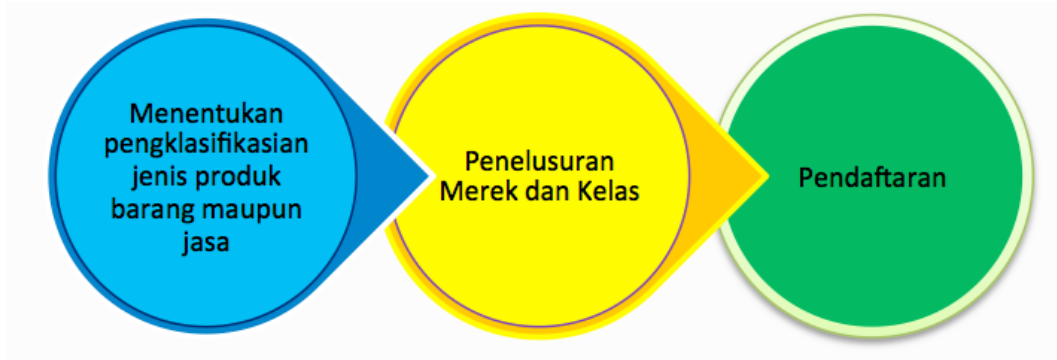 Menentukan
pengklasifikasian
jenis produk
barang maupun
jasa
Penelusuran
Merek dan Kelas
Pendaftaran